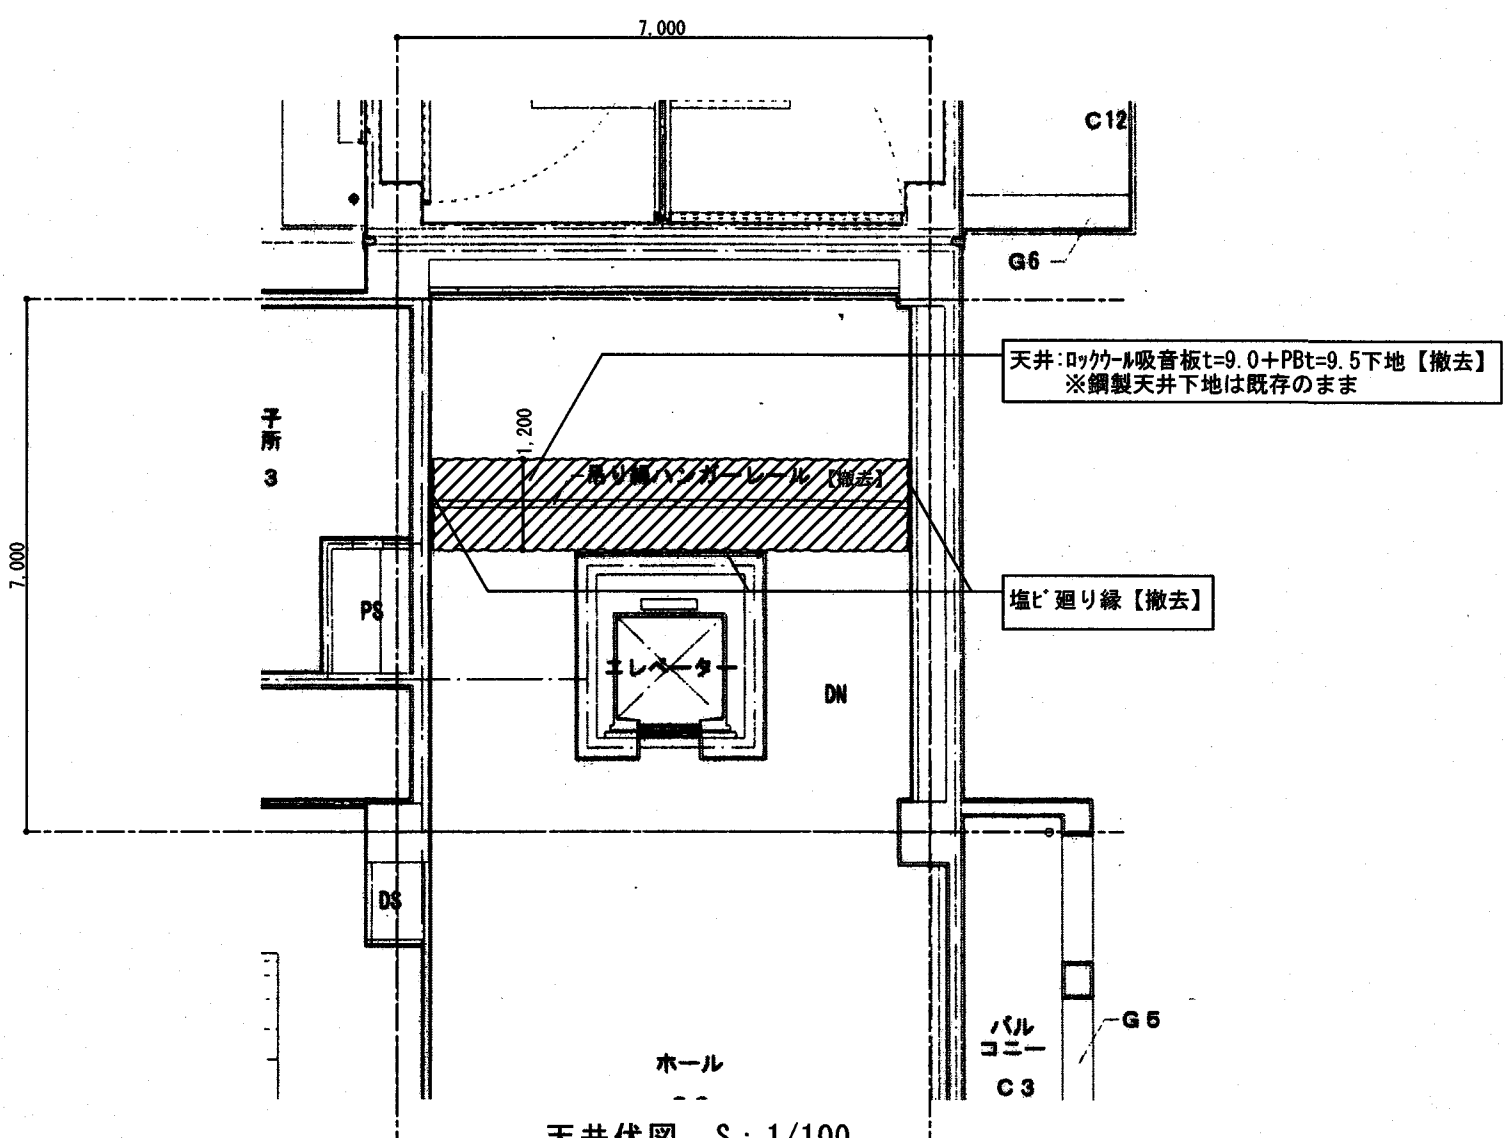 7,000
C12
G6
天井:ロックウール吸音板t=9.0+PBt=9.5下地【撤去】
※鋼製天井下地は既存のまま
子
所
3
1,200
吊り縄ハンガーレール 【撤去】
7,000
塩ビ廻り縁【撤去】
PS
エレベーター
DN
DS
バル
コニー
C3
G5
ホール
天井伏図 S:1/100